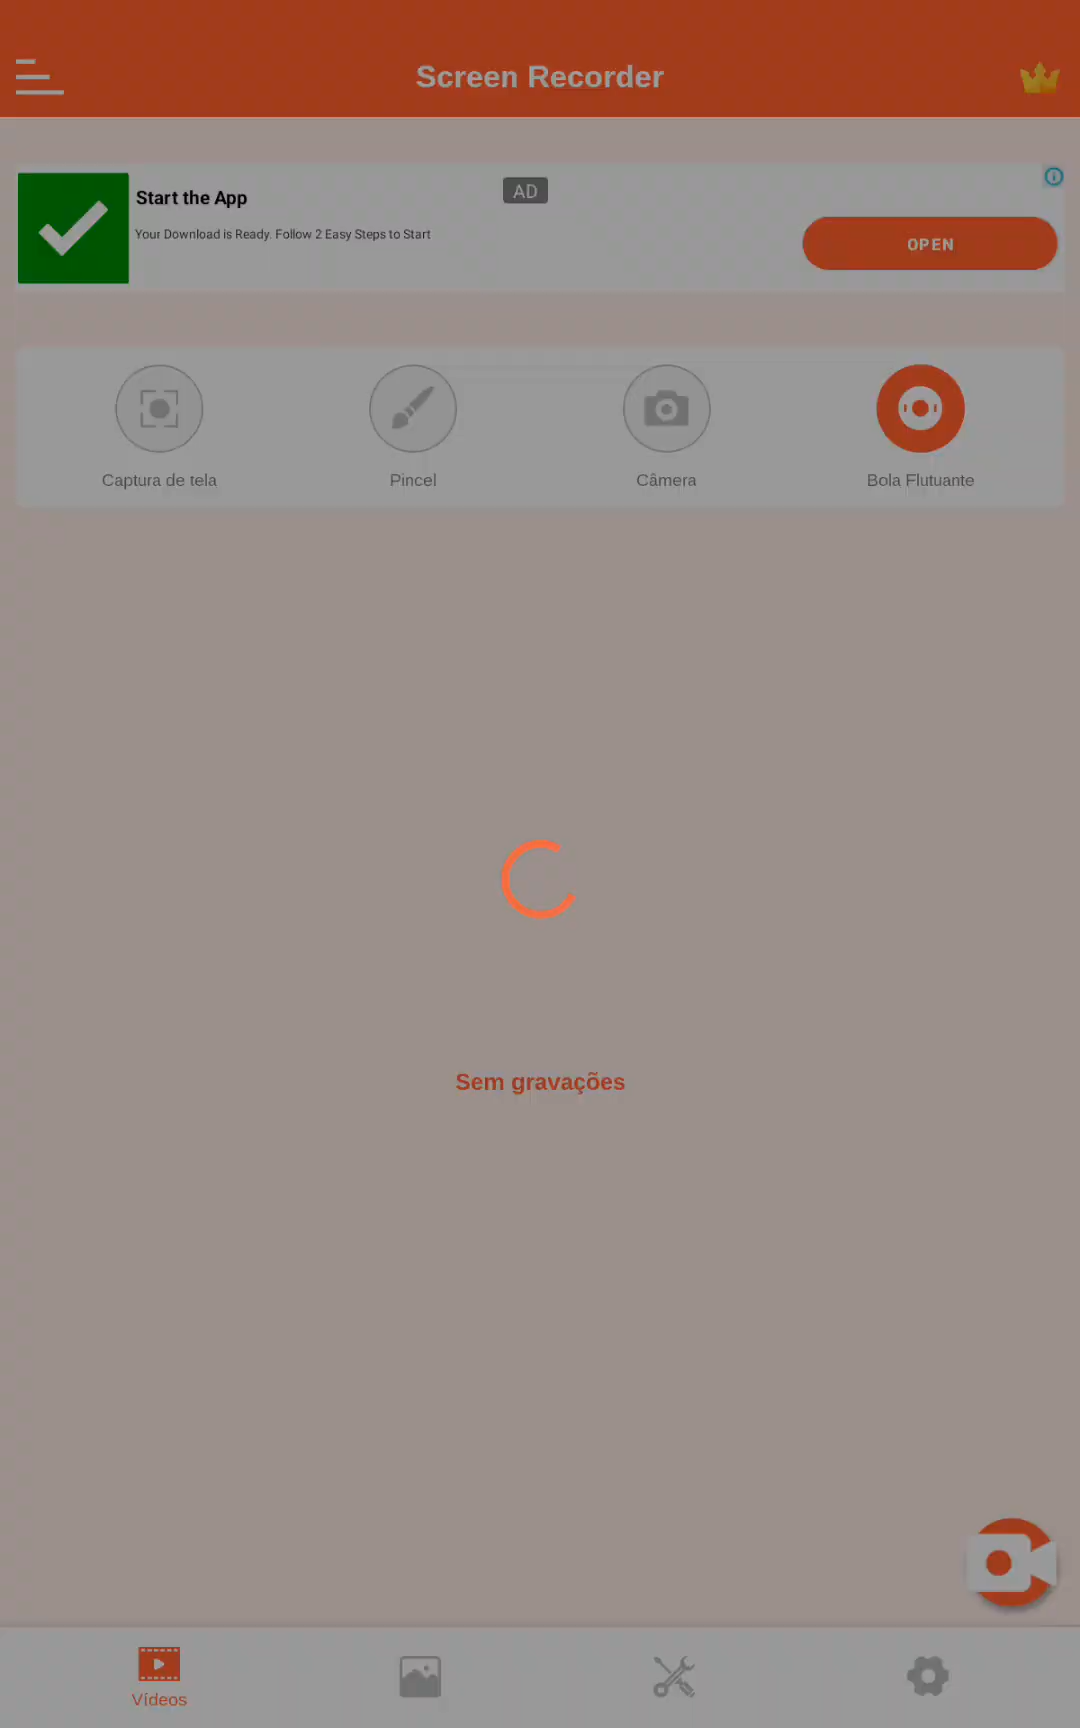 Screen Recorder
Start the App
AD
Your Download is Ready. Follow 2 Easy Steps to Start
OPEN
Captura de tela
Pincel
Câmera
Bola Flutuante
Sem gravações
Vídeos